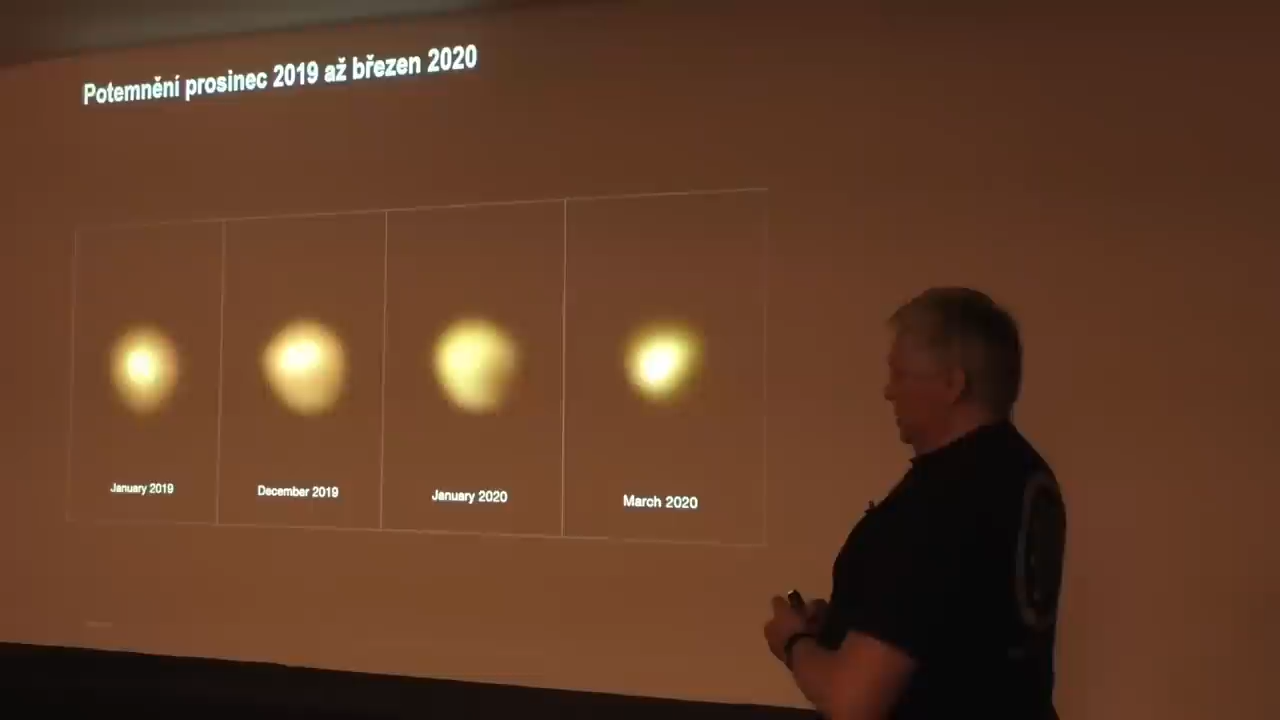 Potemnění prosinec 2019 až březen 2020
January 2019
December 2019
January 2020
March 2020